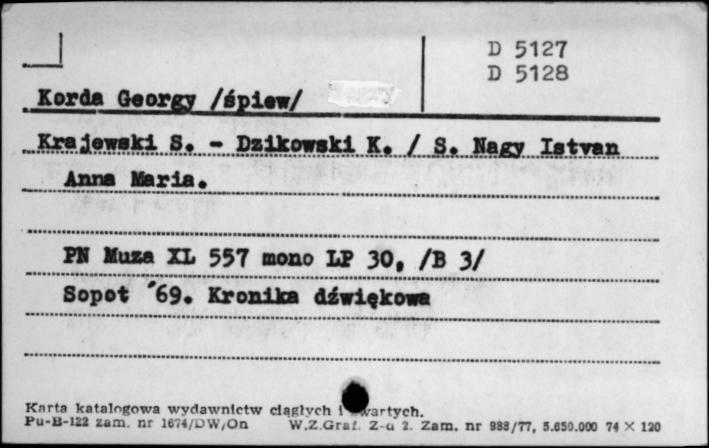 D 5127
D 5128
Korda Georgy /śpiew/
Krajewski S. - Dzikowski K. / S. Nagy Istvan
Anna Maria.
PN Muza XL 557 mono LP 30, /B 3/
Sopot '69. Kronika dźwiękowa
Karta katalogowa wydawnictw ciągłych i zwartych.
Pu-B-122 zam. nr 1674/DW/On W.Z.Graf. Z-d 2. Zam. nr 988/77, 5.650.000 74 X 120